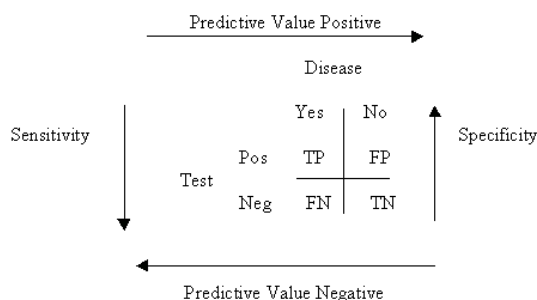 Predictive Value Positive
Disease
Yes No
Sensitivity
Specificity
Pos TP FP
Test
Neg FN TN
Predictive Value Negative